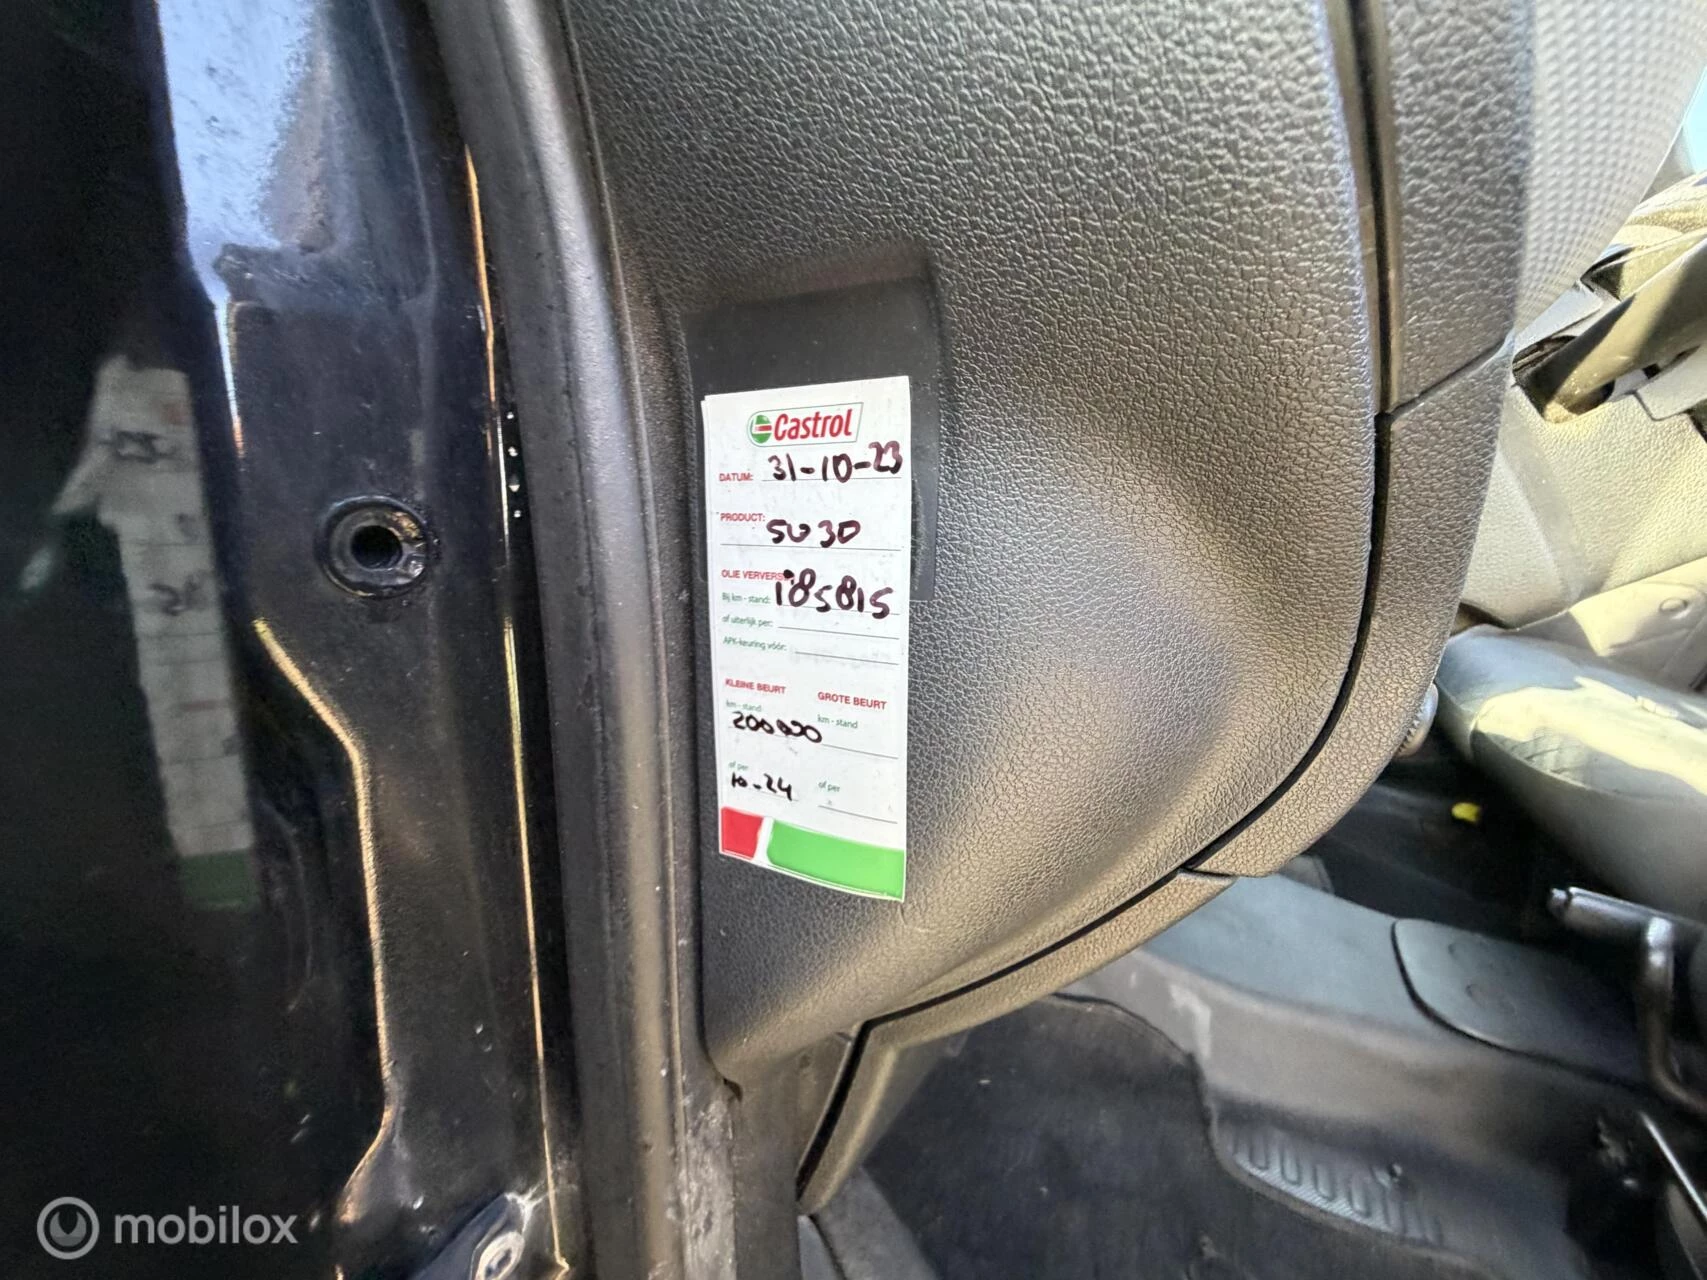 Castrol
DATUM: 31-10-23
PRODUCT:
5W30
OLIE VERVERSEN
Bij km - stand: 185815
of uiterlijk per:
APK-keuring vóór:
KLEINE BEURT GROTE BEURT
km - stand km - stand
200000
of per of per
10-24
mobilox